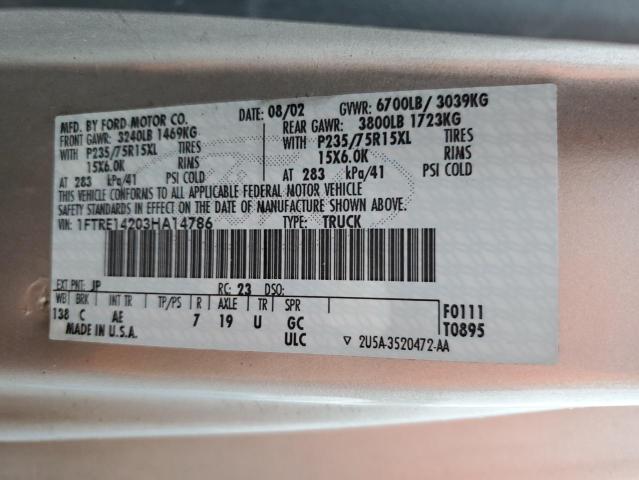 MFD. BY FORD MOTOR CO.
DATE: 08/02 GVWR: 6700LB/ 3039KG
FRONT GAWR: 3240LB 1469KG
REAR GAWR: 3800LB 1723KG
WITH P235/75R15XL TIRES
WITH P235/75R15XL TIRES
15X6.0K RIMS
15X6.0K RIMS
AT 283 kPa/41 PSI COLD
AT 283 kPa/41 PSI COLD
THIS VEHICLE CONFORMS TO ALL APPLICABLE FEDERAL MOTOR VEHICLE
SAFETY STANDARDS IN EFFECT ON THE DATE OF MANUFACTURE SHOWN ABOVE
VIN: 1FTRE14203HA14786 TYPE: TRUCK
EXT PNT: JP RC: 23 DSO:
WB BRK INT TR TP/PS R AXLE TR SPR
138 C AE 7 19 U GC
ULC
F0111
T0895
MADE IN U.S.A.
▽ 2U5A-3520472-AA